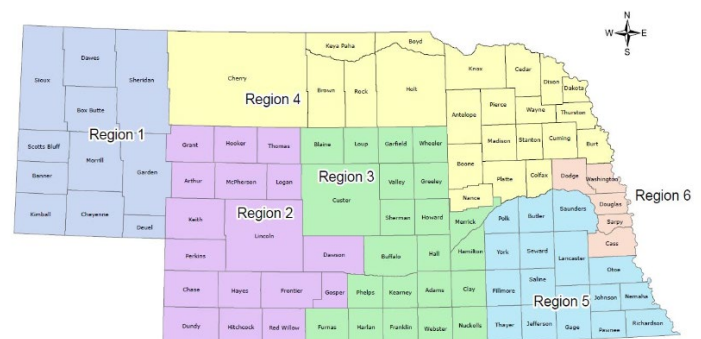 N
W E
S
Boyd
Keya Paha
Dawes
Sioux
Sheridan
Cherry
Knox
Cedar
Dixon
Dakota
Brown
Rock
Holt
Region 4
Box Butte
Antelope
Pierce
Wayne
Thurston
Region 1
Scotts Bluff
Morrill
Garden
Grant
Hooker
Thomas
Blaine
Loup
Garfield
Wheeler
Madison
Stanton
Cuming
Burt
Boone
Banner
Arthur
McPherson
Logan
Region 3
Custer
Valley
Greeley
Platte
Colfax
Dodge
Washington
Nance
Kimball
Cheyenne
Deuel
Keith
Region 2
Lincoln
Sherman
Howard
Merrick
Polk
Butler
Saunders
Douglas
Sarpy
Region 6
Perkins
Dawson
Buffalo
Hall
Hamilton
York
Seward
Lancaster
Cass
Otoe
Chase
Hayes
Frontier
Gosper
Phelps
Kearney
Adams
Clay
Fillmore
Saline
Region 5
Johnson
Nemaha
Dundy
Hitchcock
Red Willow
Furnas
Harlan
Franklin
Webster
Nuckolls
Thayer
Jefferson
Gage
Pawnee
Richardson